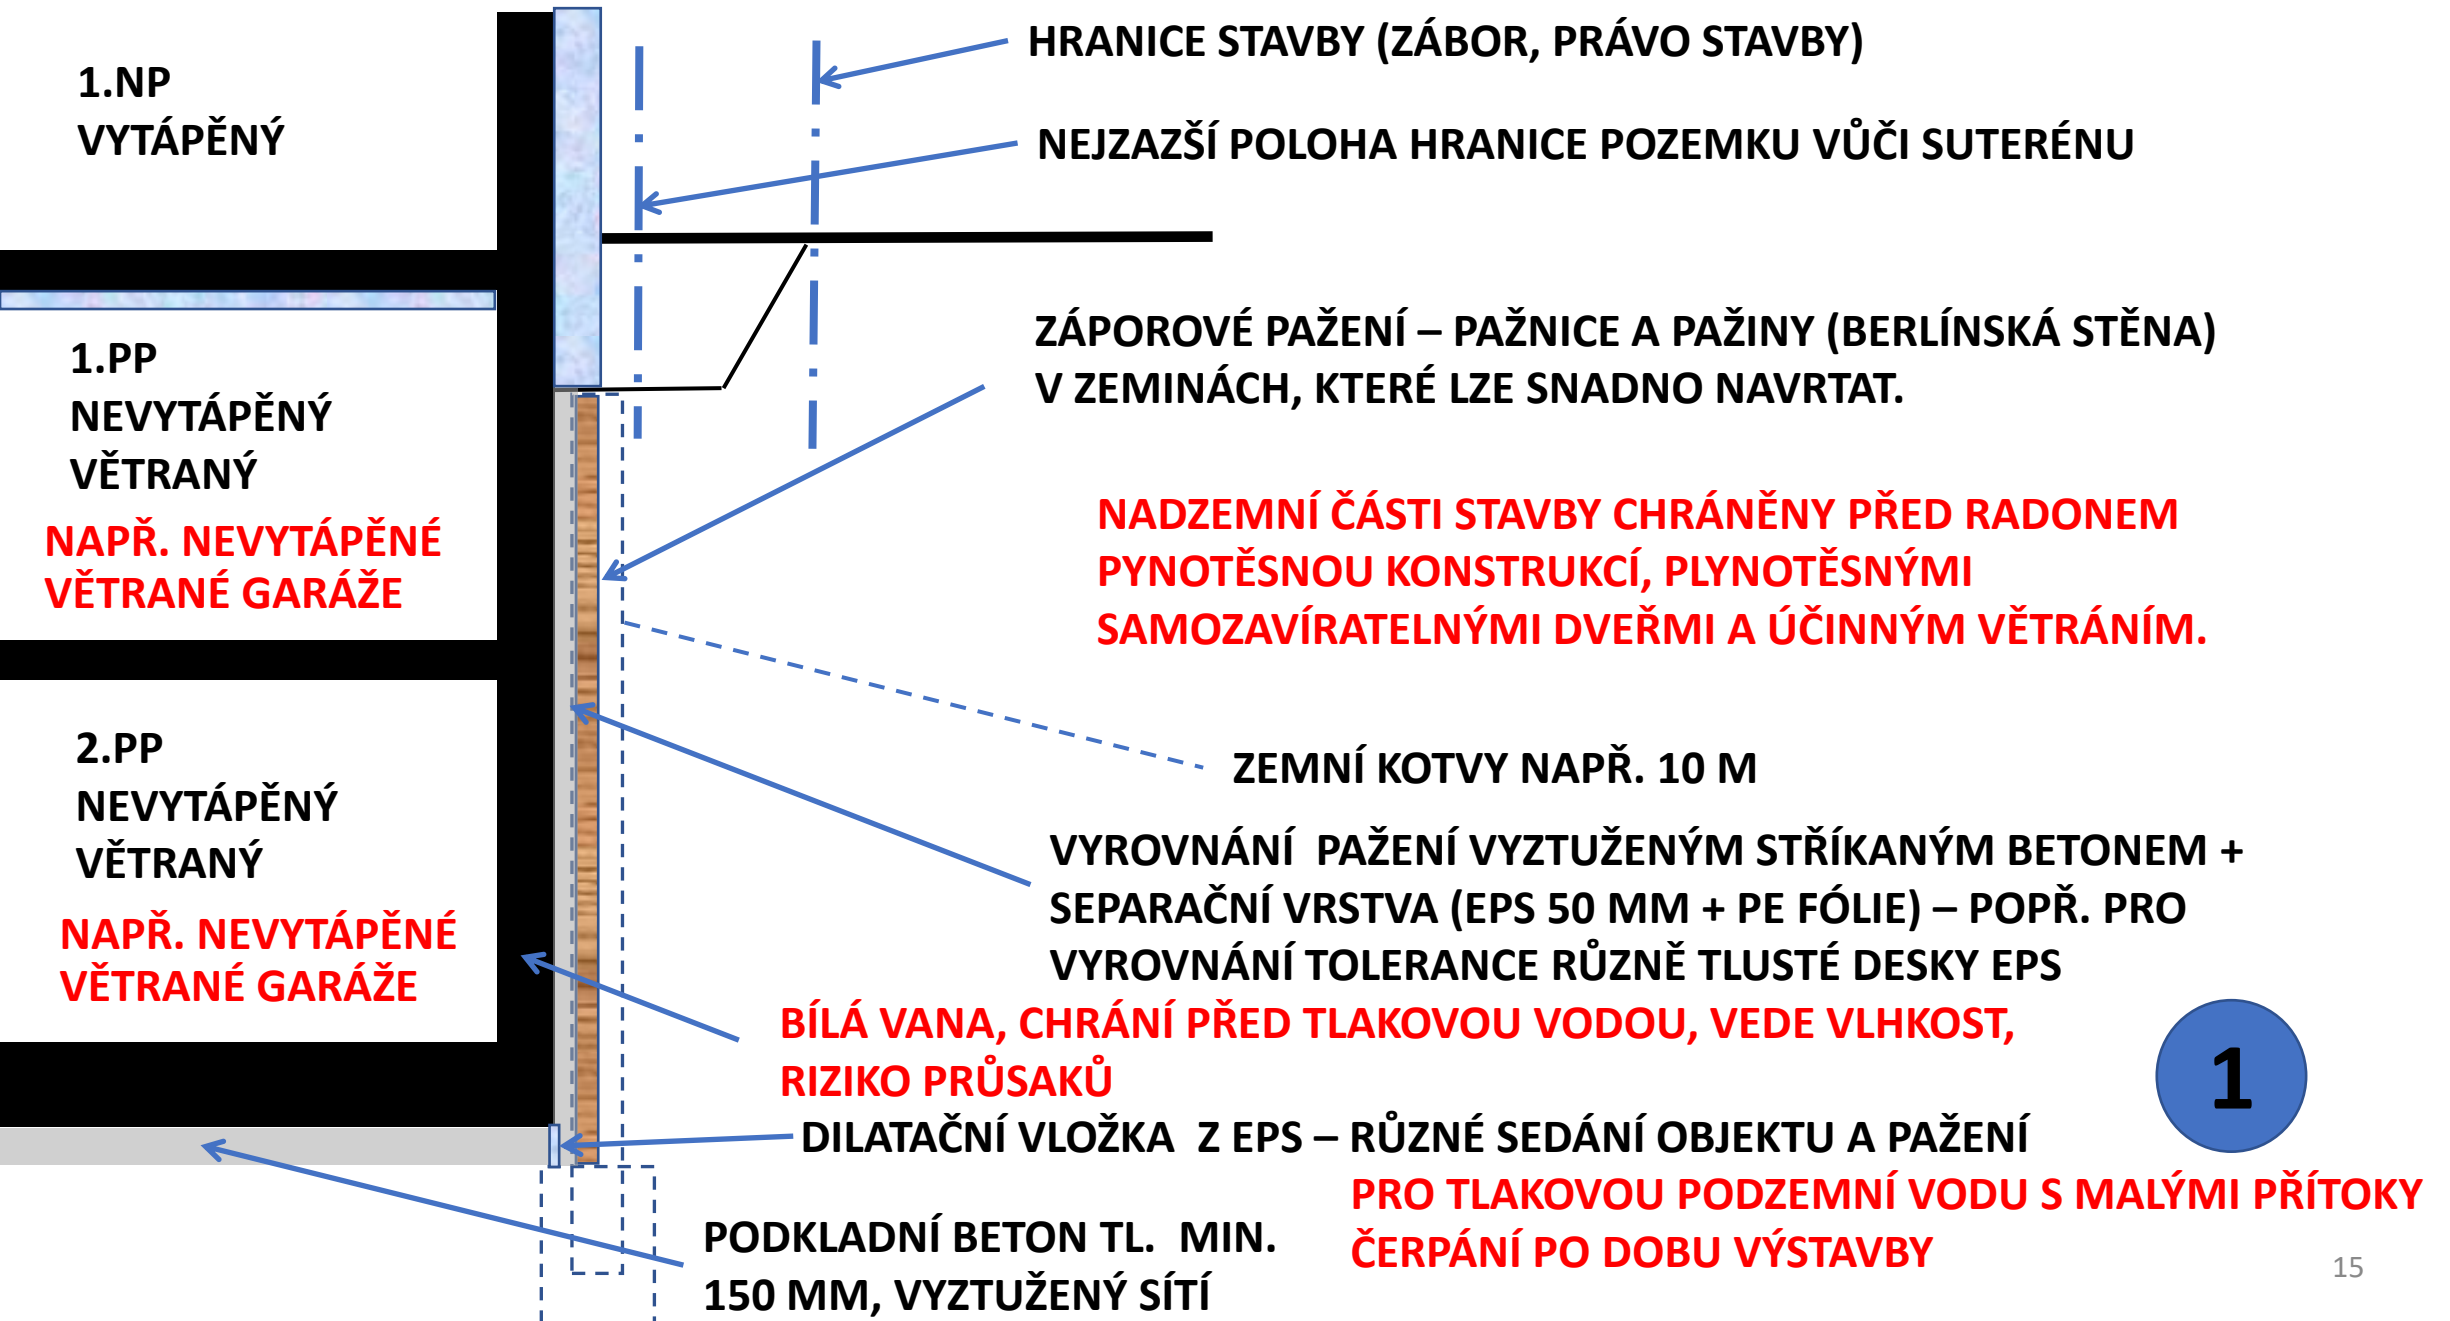 HRANICE STAVBY (ZÁBOR, PRÁVO STAVBY)
1.NP
VYTÁPĚNÝ
NEJZAZŠÍ POLOHA HRANICE POZEMKU VŮČI SUTERÉNU
ZÁPOROVÉ PAŽENÍ – PAŽNICE A PAŽINY (BERLÍNSKÁ STĚNA)
V ZEMINÁCH, KTERÉ LZE SNADNO NAVRTAT.
1.PP
NEVYTÁPĚNÝ
VĚTRANÝ
NAPŘ. NEVYTÁPĚNÉ
VĚTRANÉ GARÁŽE
NADZEMNÍ ČÁSTI STAVBY CHRÁNĚNY PŘED RADONEM
PYNOTĚSNOU KONSTRUKCÍ, PLYNOTĚSNÝMI
SAMOZAVÍRATELNÝMI DVEŘMI A ÚČINNÝM VĚTRÁNÍM.
2.PP
NEVYTÁPĚNÝ
VĚTRANÝ
NAPŘ. NEVYTÁPĚNÉ
VĚTRANÉ GARÁŽE
ZEMNÍ KOTVY NAPŘ. 10 M
VYROVNÁNÍ  PAŽENÍ VYZTUŽENÝM STŘÍKANÝM BETONEM +
SEPARAČNÍ VRSTVA (EPS 50 MM + PE FÓLIE) – POPŘ. PRO
VYROVNÁNÍ TOLERANCE RŮZNĚ TLUSTÉ DESKY EPS
BÍLÁ VANA, CHRÁNÍ PŘED TLAKOVOU VODOU, VEDE VLHKOST,
RIZIKO PRŮSAKŮ
1
DILATAČNÍ VLOŽKA  Z EPS – RŮZNÉ SEDÁNÍ OBJEKTU A PAŽENÍ
PRO TLAKOVOU PODZEMNÍ VODU S MALÝMI PŘÍTOKY
ČERPÁNÍ PO DOBU VÝSTAVBY
PODKLADNÍ BETON TL.  MIN.
150 MM, VYZTUŽENÝ SÍTÍ
15